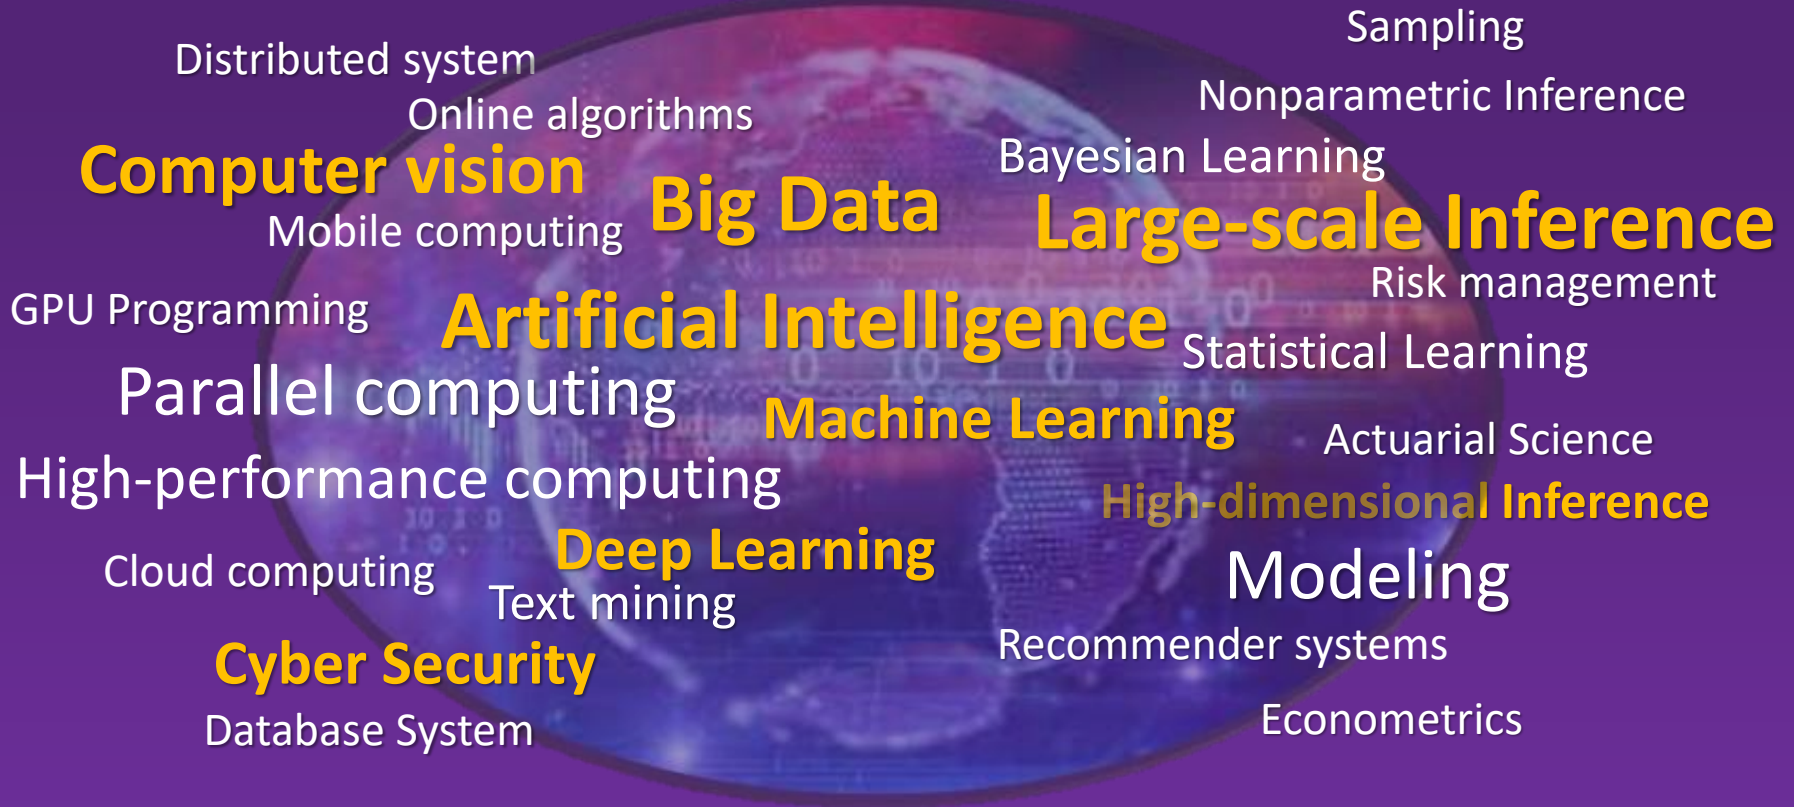 Sampling
Distributed system
Nonparametric Inference
Online algorithms
Bayesian Learning
Computer vision
Big Data
Large-scale Inference
Mobile computing
Risk management
GPU Programming
Artificial Intelligence
Statistical Learning
Parallel computing
Machine Learning
Actuarial Science
High-performance computing
High-dimensional Inference
Deep Learning
Cloud computing
Modeling
Text mining
Recommender systems
Cyber Security
Econometrics
Database System